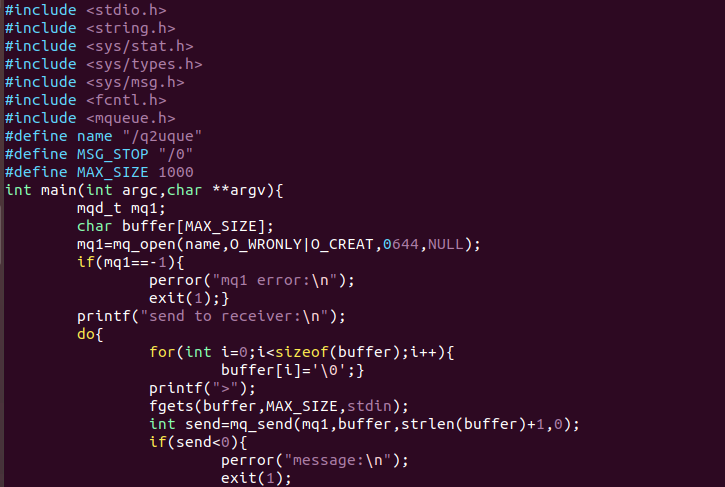 #include <stdio.h>
#include <string.h>
#include <sys/stat.h>
#include <sys/types.h>
#include <sys/msg.h>
#include <fcntl.h>
#include <mqueue.h>
#define name "/q2uque"
#define MSG_STOP "/0"
#define MAX_SIZE 1000
int main(int argc,char **argv){
        mqd_t mq1;
        char buffer[MAX_SIZE];
        mq1=mq_open(name,O_WRONLY|O_CREAT,0644,NULL);
        if(mq1==-1){
                perror("mq1 error:\n");
                exit(1);}
        printf("send to receiver:\n");
        do{
                for(int i=0;i<sizeof(buffer);i++){
                        buffer[i]='\0';}
                printf(">");
                fgets(buffer,MAX_SIZE,stdin);
                int send=mq_send(mq1,buffer,strlen(buffer)+1,0);
                if(send<0){
                        perror("message:\n");
                        exit(1);